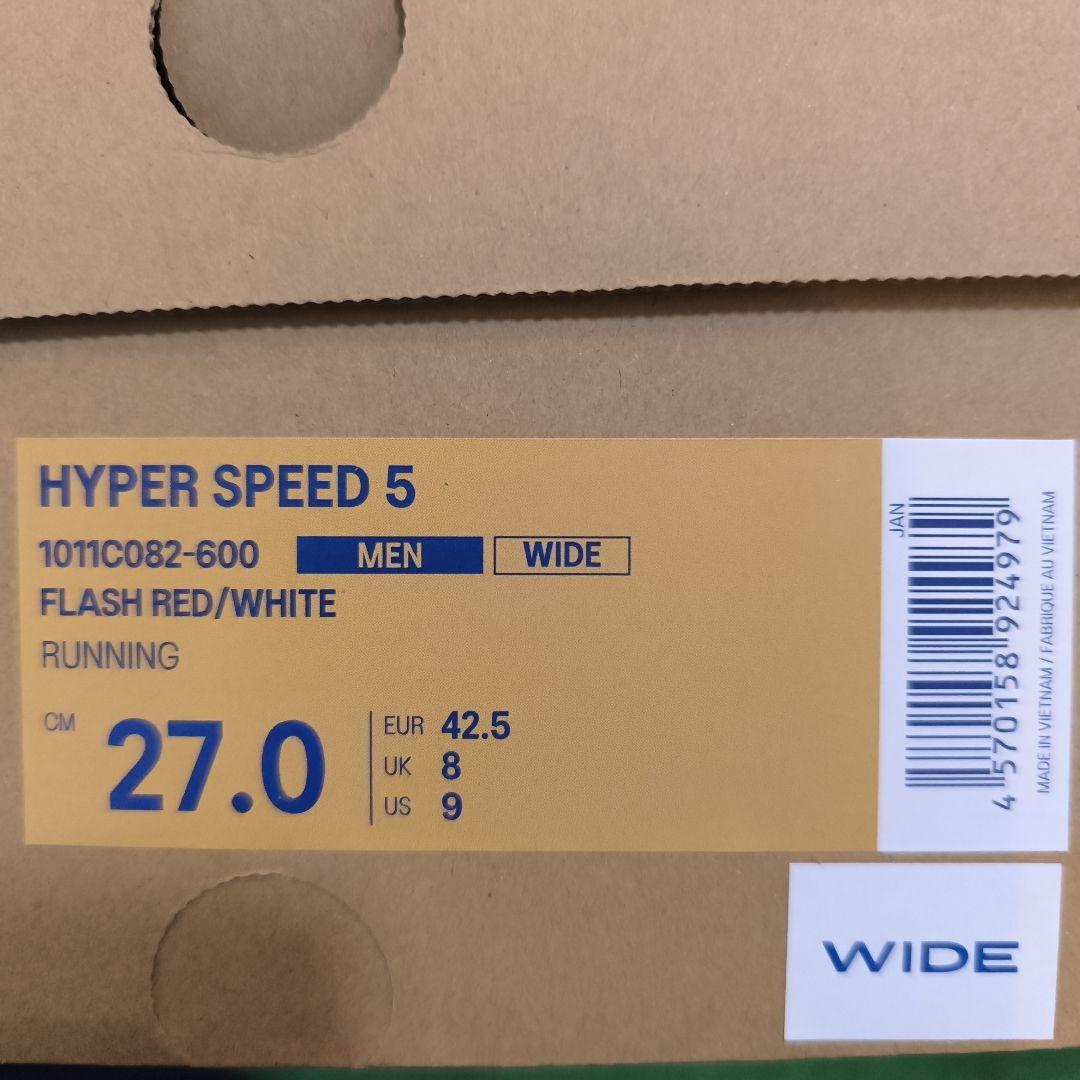 HYPER SPEED 5
1011C082-600 MEN WIDE
FLASH RED/WHITE
RUNNING
CM 27.0
EUR 42.5
UK 8
US 9
JAN
4 570158 924979
MADE IN VIETNAM / FABRIQUE AU VIETNAM
WIDE